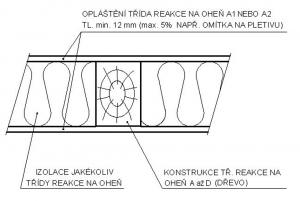 OPLÁŠTĚNÍ TŘÍDA REAKCE NA OHEŇ A1 NEBO A2
TL. min. 12 mm (max. 5% NAPŘ. OMÍTKA NA PLETIVU)
IZOLACE JAKÉKOLIV
TŘÍDY REAKCE NA OHEŇ
KONSTRUKCE TŘ. REAKCE NA
OHEŇ A až D (DŘEVO)